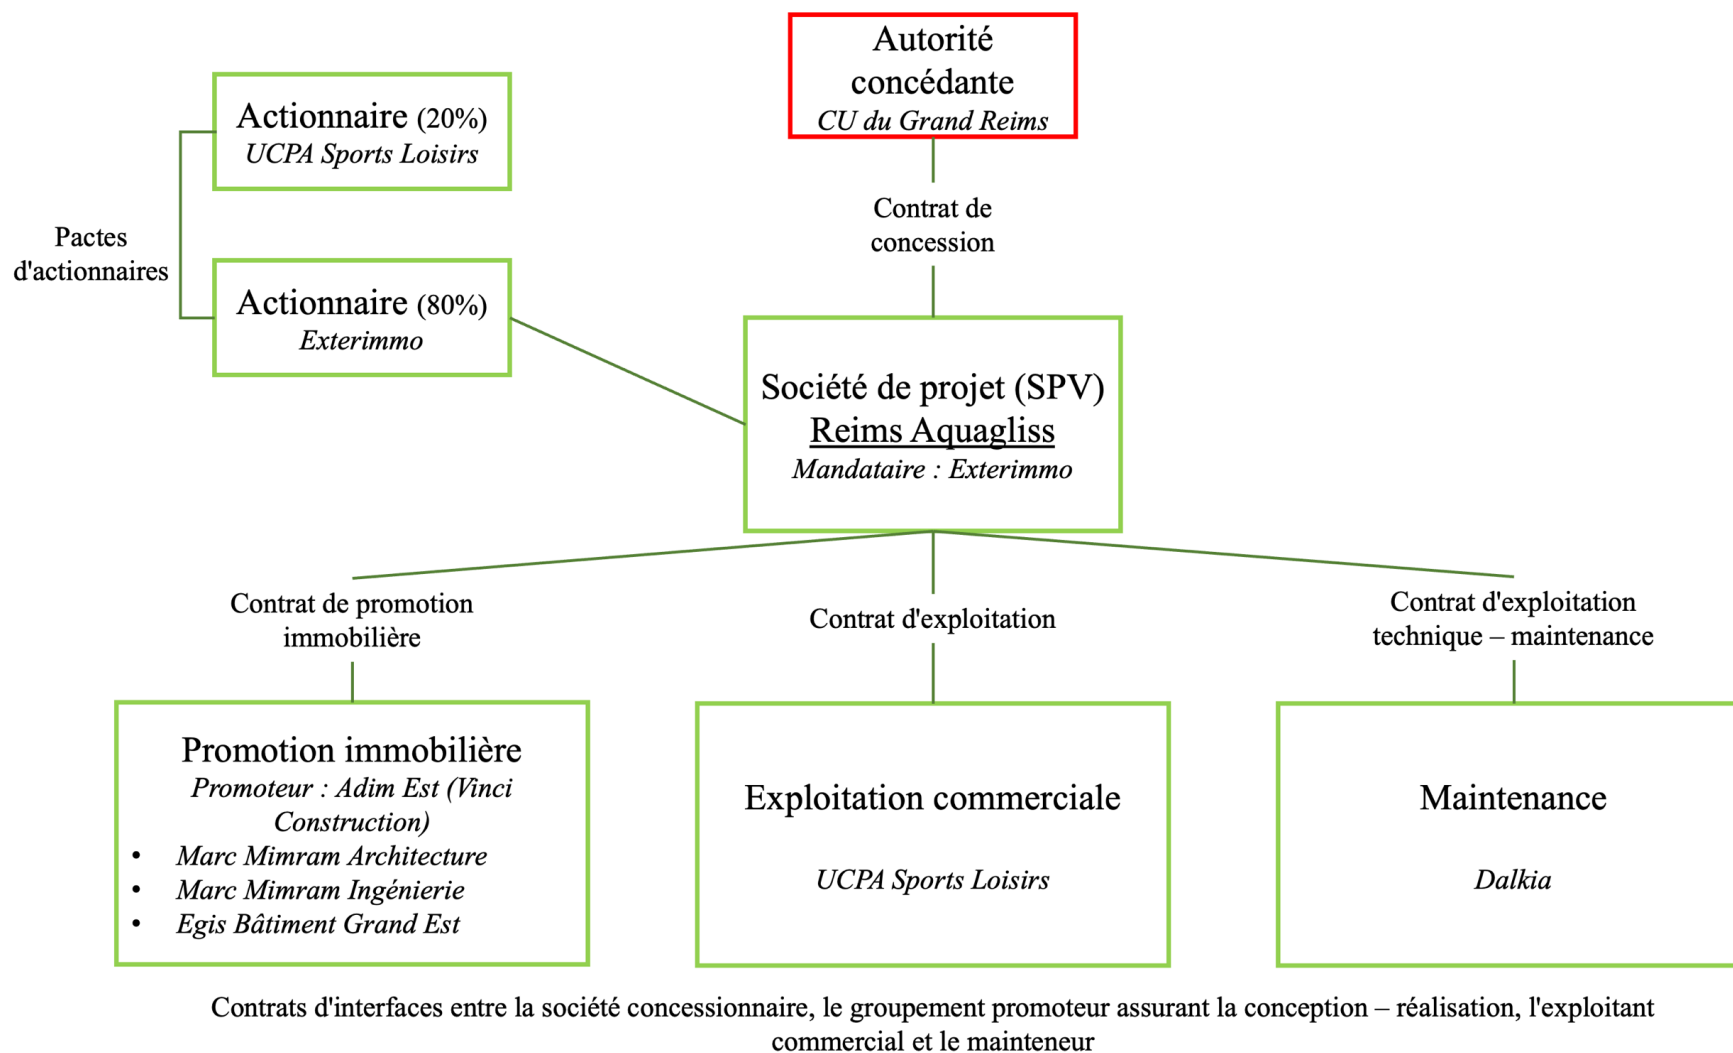 Autorité
concédante
CU du Grand Reims
Actionnaire (20%)
UCPA Sports Loisirs
Contrat de
concession
Pactes
d'actionnaires
Actionnaire (80%)
Exterimmo
Société de projet (SPV)
Reims Aquagliss
Mandataire : Exterimmo
Contrat de promotion
immobilière
Contrat d'exploitation
Contrat d'exploitation
technique – maintenance
Promotion immobilière
Promoteur : Adim Est (Vinci
Construction)
• Marc Mimram Architecture
• Marc Mimram Ingénierie
• Egis Bâtiment Grand Est
Exploitation commerciale
UCPA Sports Loisirs
Maintenance
Dalkia
Contrats d'interfaces entre la société concessionnaire, le groupement promoteur assurant la conception – réalisation, l'exploitant
commercial et le mainteneur